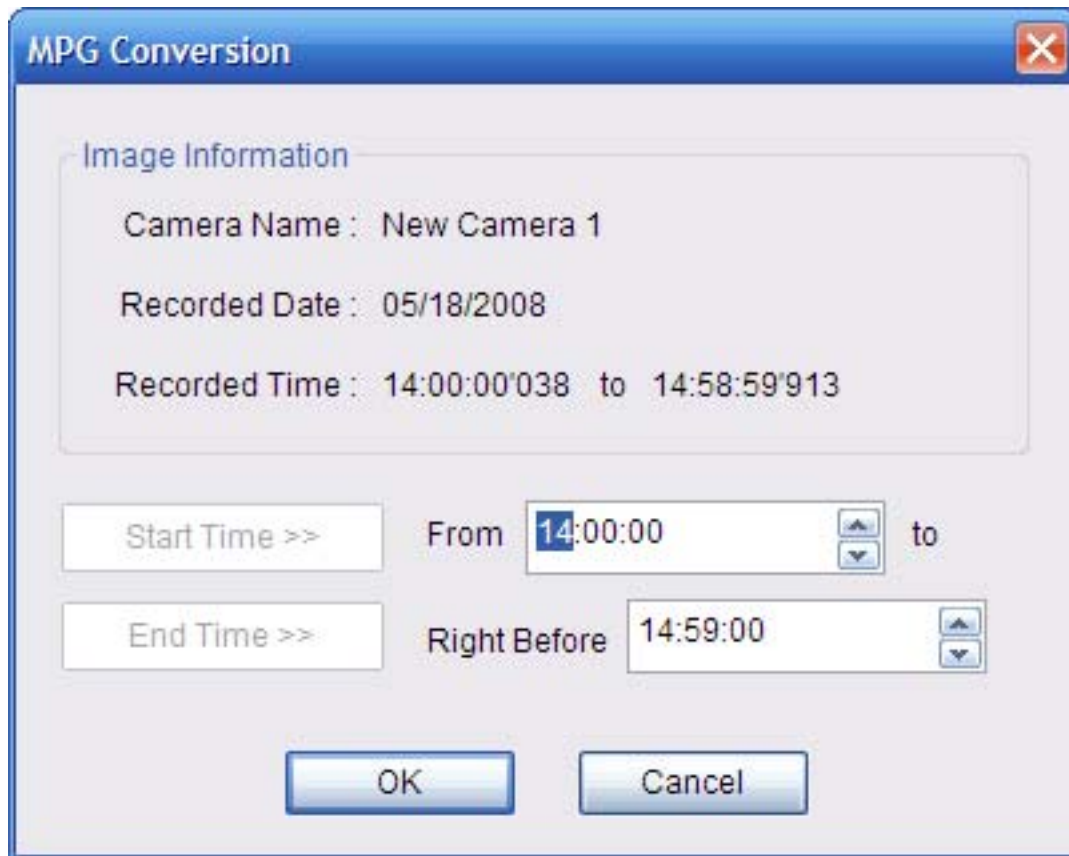 MPG Conversion
Image Information
Camera Name : New Camera 1
Recorded Date : 05/18/2008
Recorded Time : 14:00:00'038 to 14:58:59'913
Start Time >> From 14:00:00 to
End Time >> Right Before 14:59:00
OK Cancel